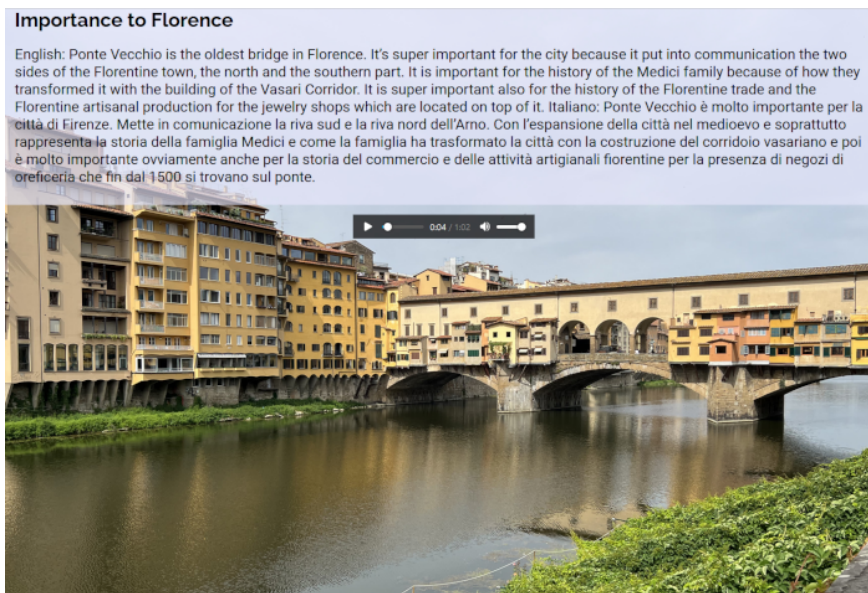 Importance to Florence
English: Ponte Vecchio is the oldest bridge in Florence. It's super important for the city because it put into communication the two
sides of the Florentine town, the north and the southern part. It is important for the history of the Medici family because of how they
transformed it with the building of the Vasari Corridor. It is super important also for the history of the Florentine trade and the
Florentine artisanal production for the jewelry shops which are located on top of it. Italiano: Ponte Vecchio è molto importante per la
città di Firenze. Mette in comunicazione la riva sud e la riva nord dell'Arno. Con l'espansione della città nel medioevo e soprattutto
rappresenta la storia della famiglia Medici e come la famiglia ha trasformato la città con la costruzione del corridoio vasariano e poi
è molto importante ovviamente anche per la storia del commercio e delle attività artigianali fiorentine per la presenza di negozi di
oreficeria che fin dal 1500 si trovano sul ponte.
0:04 / 1:02